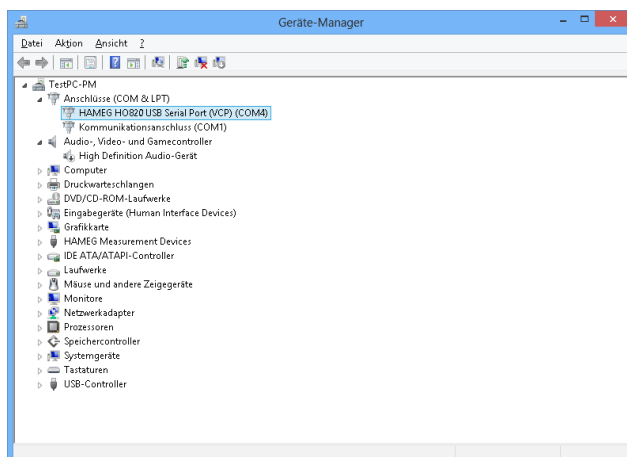 Geräte-Manager
Datei Aktion Ansicht ?
TestPC-PM
Anschlüsse (COM & LPT)
HAMEG HO820 USB Serial Port (VCP) (COM4)
Kommunikationsanschluss (COM1)
Audio-, Video- und Gamecontroller
High Definition Audio-Gerät
Computer
Druckwarteschlangen
DVD/CD-ROM-Laufwerke
Eingabegeräte (Human Interface Devices)
Grafikkarte
HAMEG Measurement Devices
IDE ATA/ATAPI-Controller
Laufwerke
Mäuse und andere Zeigegeräte
Monitore
Netzwerkadapter
Prozessoren
Speichercontroller
Systemgeräte
Tastaturen
USB-Controller